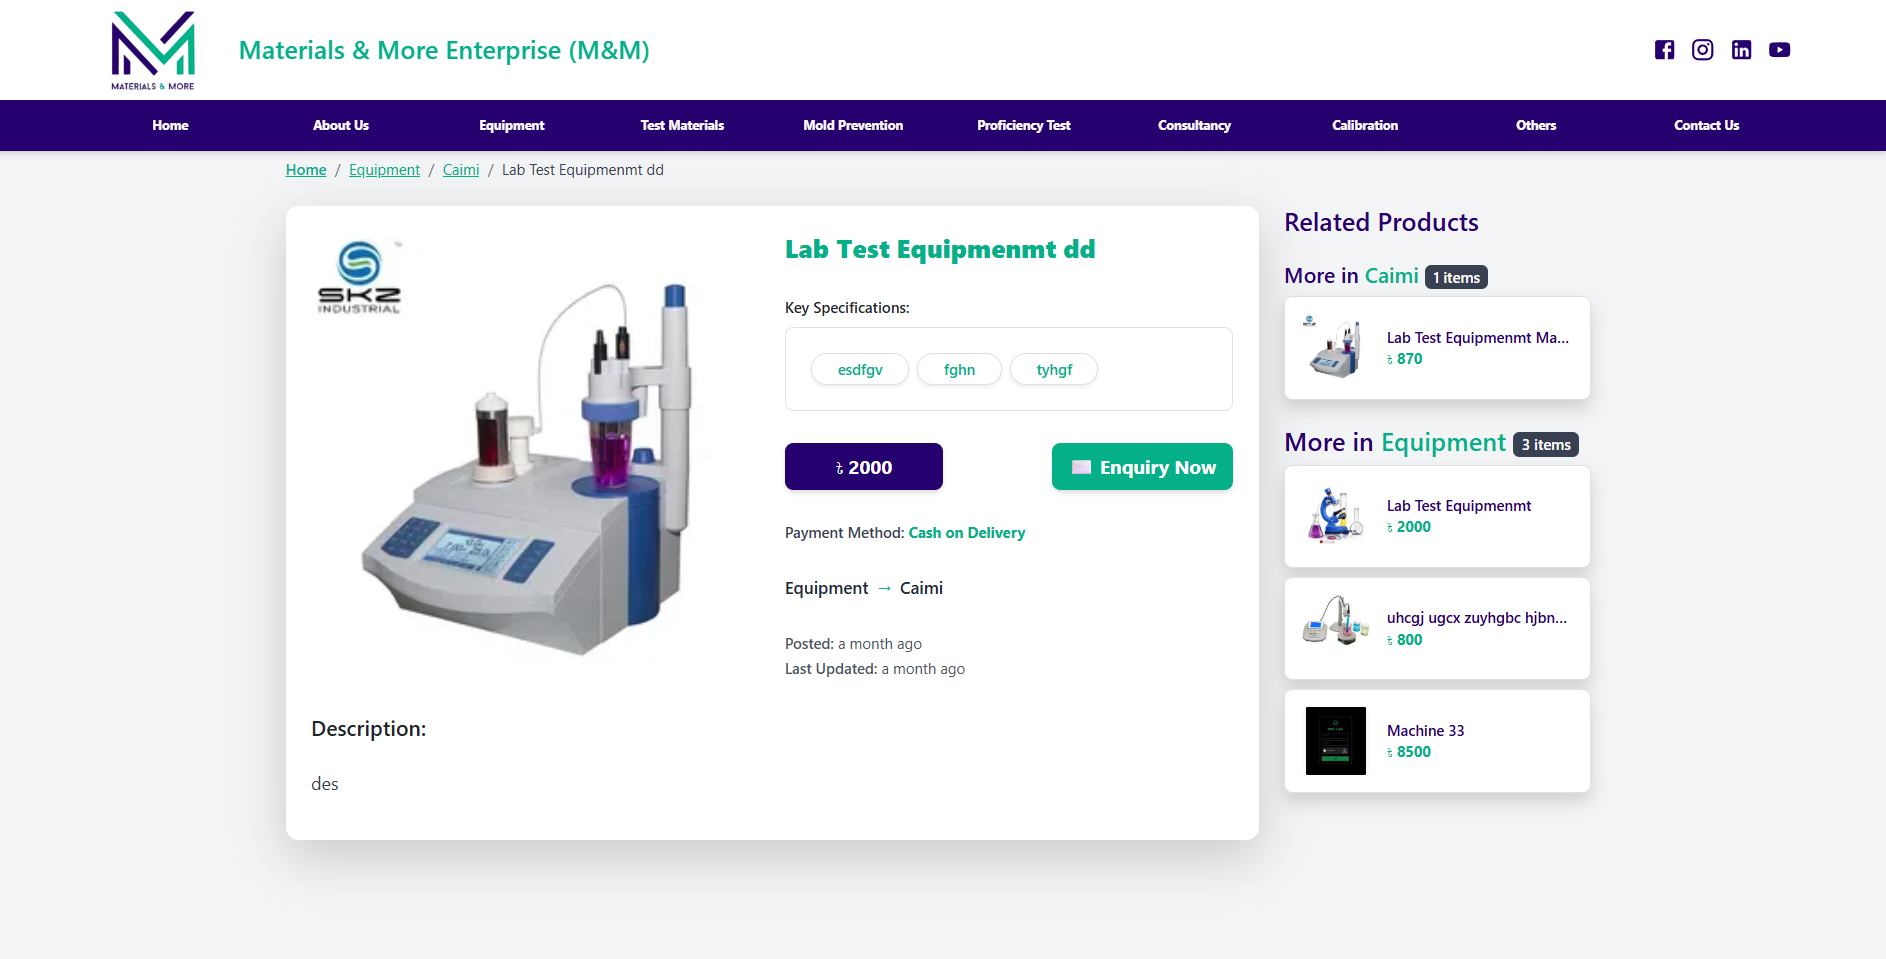 MATERIALS & MORE
Materials & More Enterprise (M&M)
Home
About Us
Equipment
Test Materials
Mold Prevention
Proficiency Test
Consultancy
Calibration
Others
Contact Us
Home / Equipment / Caimi / Lab Test Equipmenmt dd
SKZ
INDUSTRIAL
Lab Test Equipmenmt dd
Key Specifications:
esdfgv
fghn
tyhgf
৳ 2000
Enquiry Now
Payment Method: Cash on Delivery
Equipment → Caimi
Posted: a month ago
Last Updated: a month ago
Description:
des
Related Products
More in Caimi 1 items
Lab Test Equipmenmt Ma...
৳ 870
More in Equipment 3 items
Lab Test Equipmenmt
৳ 2000
uhcgj ugcx zuyhgbc hjbn...
৳ 800
Machine 33
৳ 8500